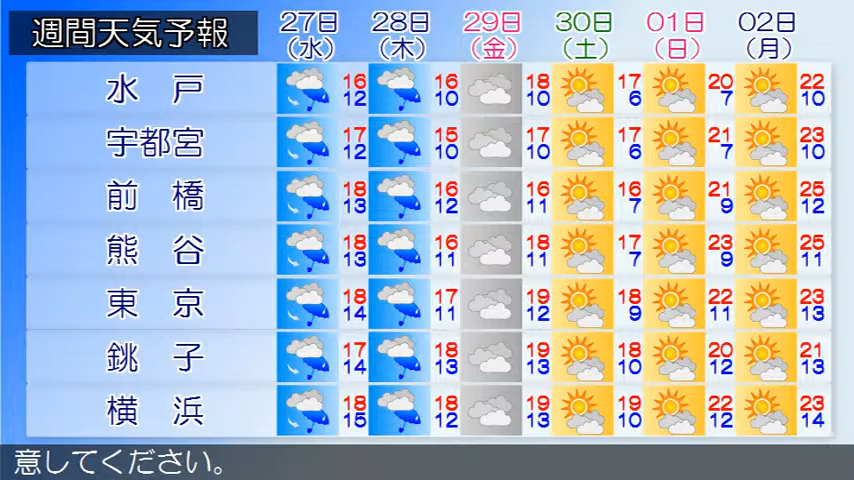 週間天気予報
27日 28日 29日 30日 01日 02日
(水) (木) (金) (土) (日) (月)
水 戸 16 12 16 10 18 10 17 6 20 7 22 10
宇都宮 17 12 15 10 17 10 17 6 21 7 23 10
前 橋 18 13 16 12 16 11 16 7 21 9 25 12
熊 谷 18 13 16 11 18 11 17 7 23 9 25 11
東 京 18 14 17 11 19 12 18 9 22 11 23 13
銚 子 17 14 18 13 19 13 18 10 20 12 21 13
横 浜 18 15 18 12 19 13 19 10 22 12 23 14
意してください。